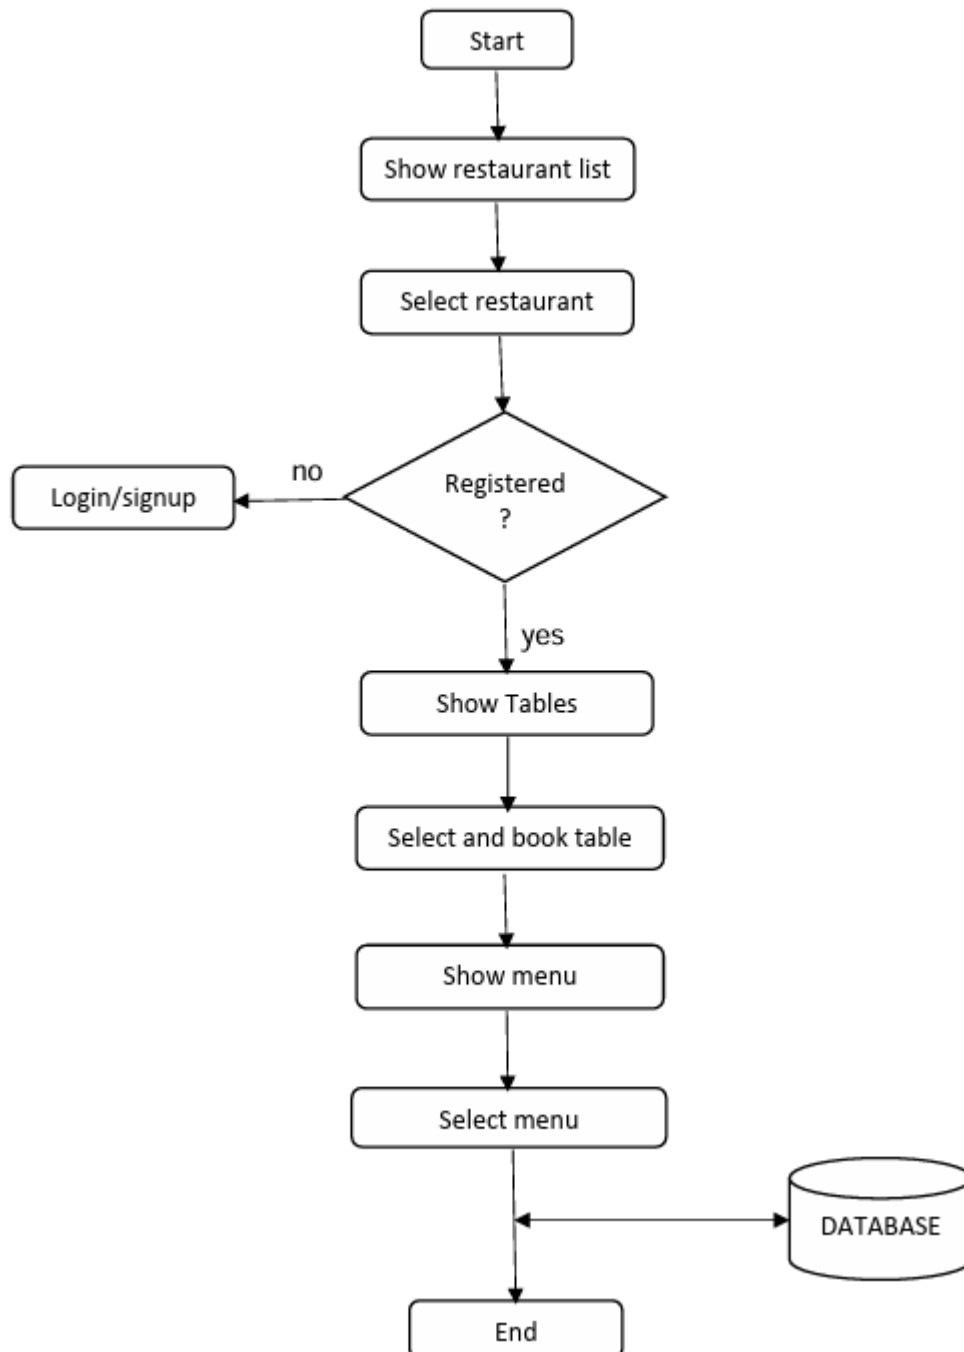 Start
Show restaurant list
Select restaurant
no
Login/signup
Registered
?
yes
Show Tables
Select and book table
Show menu
Select menu
DATABASE
End